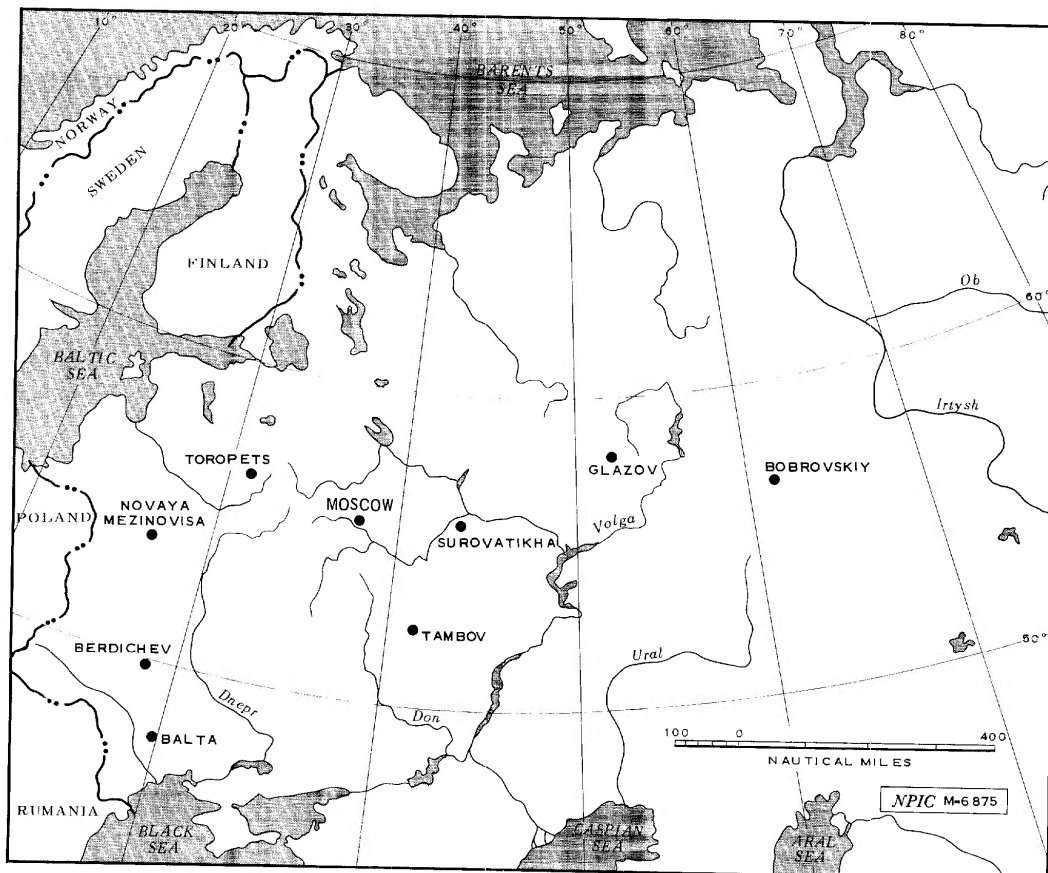 10°
20°
30°
40°
50°
60°
70°
80°
BARENTS
SEA
NORWAY
SWEDEN
FINLAND
Ob
60°
BALTIC
SEA
Irtysh
TOROPETS
GLAZOV
BOBROVSKIY
POLAND
NOVAYA
MEZINOVISA
MOSCOW
SUROVATIKHA
Volga
TAMBOV
50°
BERDICHEV
Ural
Dnepr
Don
BALTA
100 0 400
NAUTICAL MILES
RUMANIA
BLACK
SEA
CASPIAN
SEA
ARAL
SEA
NPIC M-6875